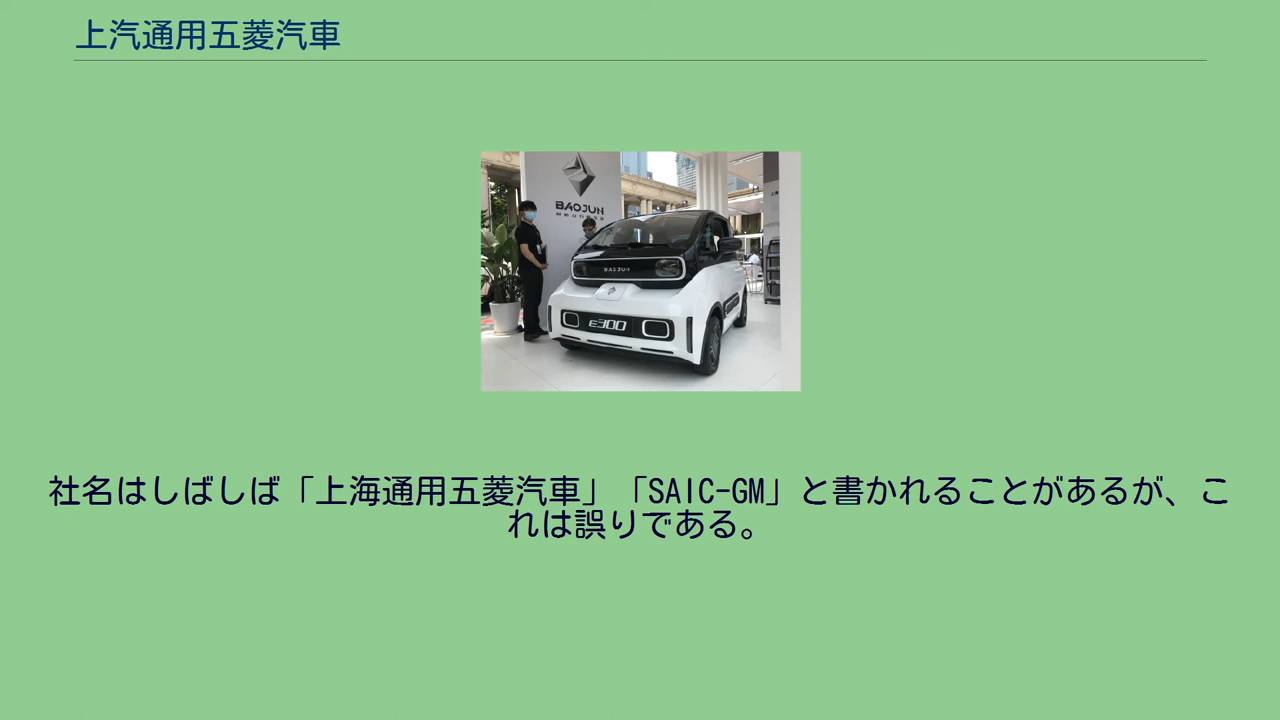 上汽通用五菱汽車
BAOJUN
BAOJUN
E300
社名はしばしば「上海通用五菱汽車」「SAIC-GM」と書かれることがあるが、こ
れは誤りである。